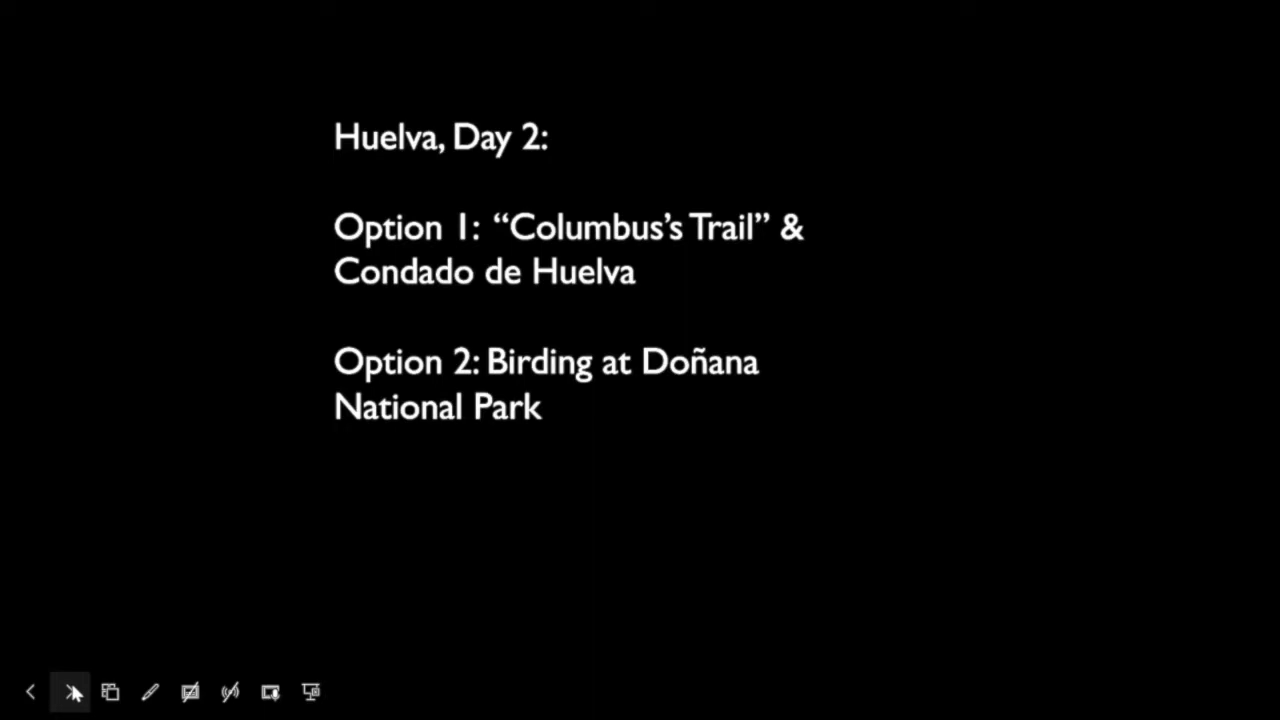 Huelva, Day 2:
Option 1: “Columbus’s Trail” &
Condado de Huelva
Option 2: Birding at Doñana
National Park